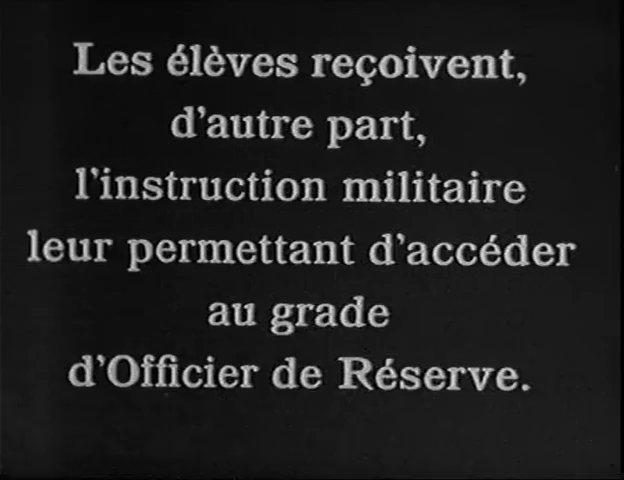 Les élèves reçoivent,
d'autre part,
l'instruction militaire
leur permettant d'accéder
au grade
d'Officier de Réserve.